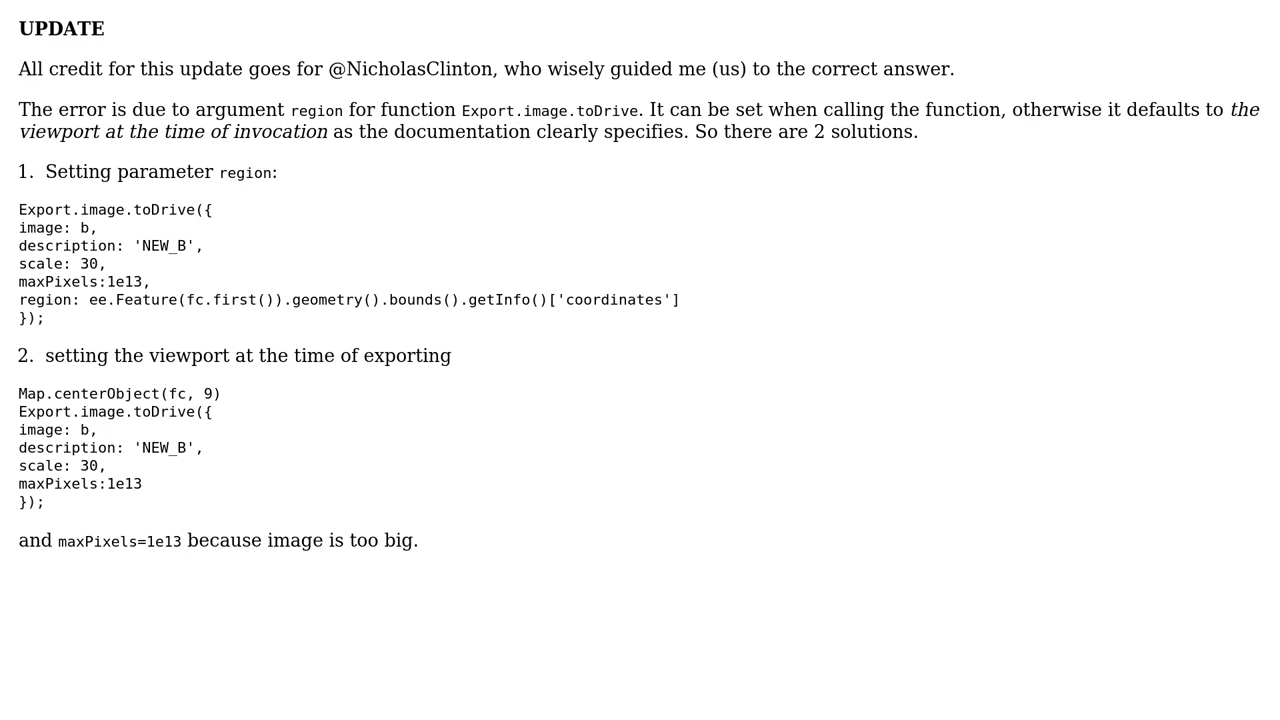 UPDATE
All credit for this update goes for @NicholasClinton, who wisely guided me (us) to the correct answer.
The error is due to argument region for function Export.image.toDrive. It can be set when calling the function, otherwise it defaults to the
viewport at the time of invocation as the documentation clearly specifies. So there are 2 solutions.
1. Setting parameter region:
Export.image.toDrive({
image: b,
description: 'NEW_B',
scale: 30,
maxPixels:1e13,
region: ee.Feature(fc.first()).geometry().bounds().getInfo()['coordinates']
});
2. setting the viewport at the time of exporting
Map.centerObject(fc, 9)
Export.image.toDrive({
image: b,
description: 'NEW_B',
scale: 30,
maxPixels:1e13
});
and maxPixels=1e13 because image is too big.